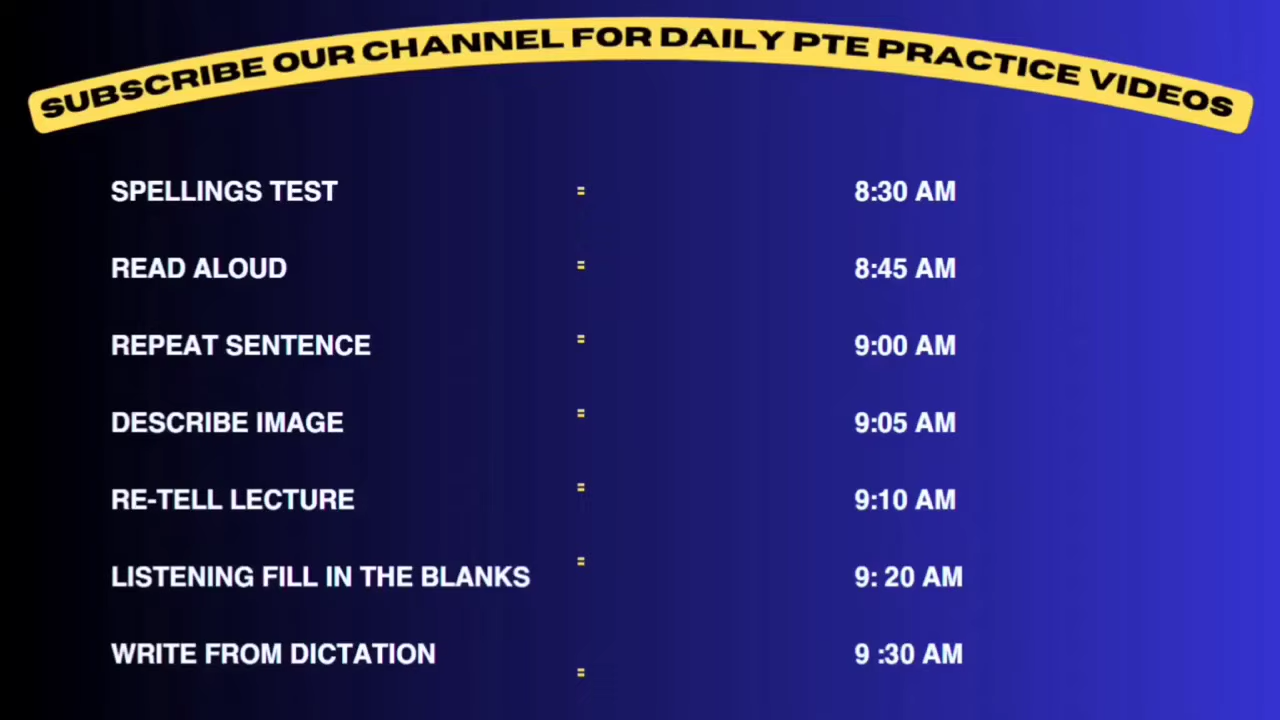 SUBSCRIBE OUR CHANNEL FOR DAILY PTE PRACTICE VIDEOS
SPELLINGS TEST = 8:30 AM
READ ALOUD = 8:45 AM
REPEAT SENTENCE = 9:00 AM
DESCRIBE IMAGE = 9:05 AM
RE-TELL LECTURE = 9:10 AM
LISTENING FILL IN THE BLANKS = 9: 20 AM
WRITE FROM DICTATION = 9 :30 AM